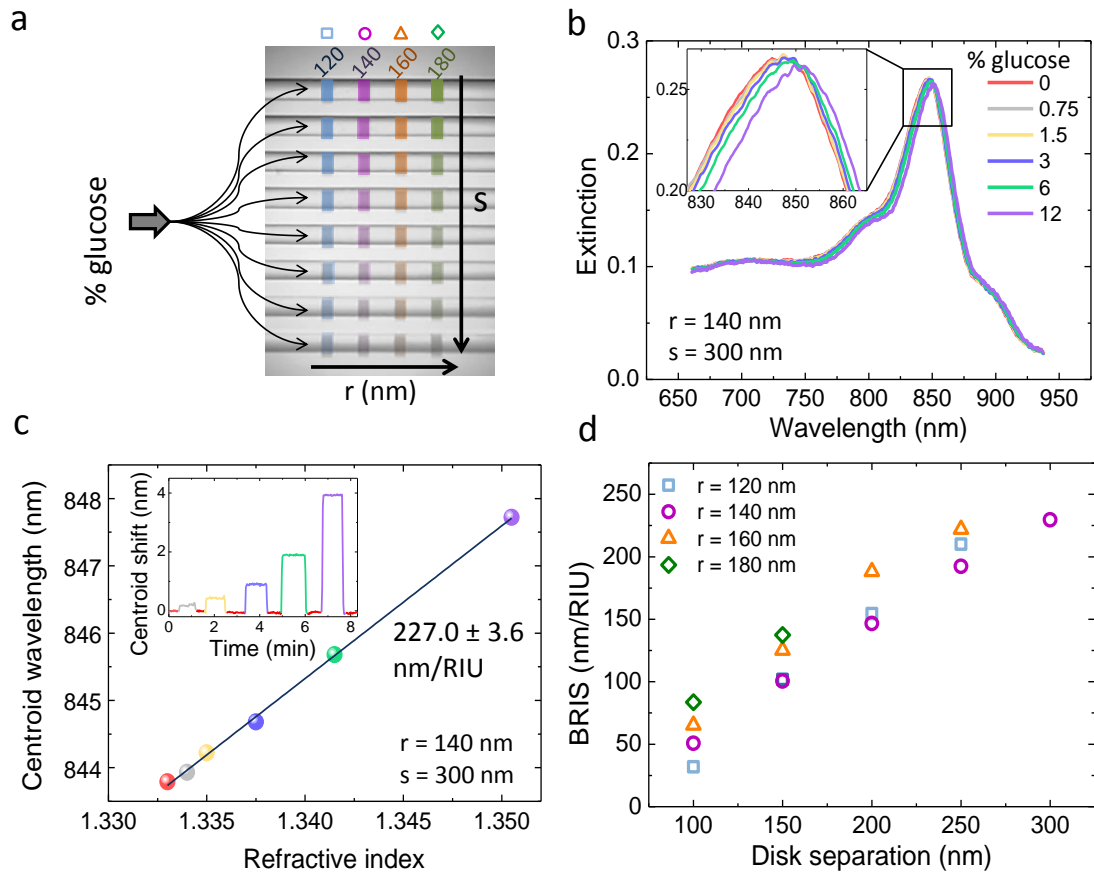 a
120 140 160 180
% glucose
s
r (nm)
b
Extinction
0.3
0.2
0.1
0.0
0.25
0.20
830 840 850 860
% glucose
0
0.75
1.5
3
6
12
r = 140 nm
s = 300 nm
650 700 750 800 850 900 950
Wavelength (nm)
c
Centroid wavelength (nm)
848
847
846
845
844
Centroid shift (nm)
4
2
0
0 2 4 6 8
Time (min)
227.0 ± 3.6
nm/RIU
r = 140 nm
s = 300 nm
1.330 1.335 1.340 1.345 1.350
Refractive index
d
BRIS (nm/RIU)
250
200
150
100
50
0
r = 120 nm
r = 140 nm
r = 160 nm
r = 180 nm
100 150 200 250 300
Disk separation (nm)